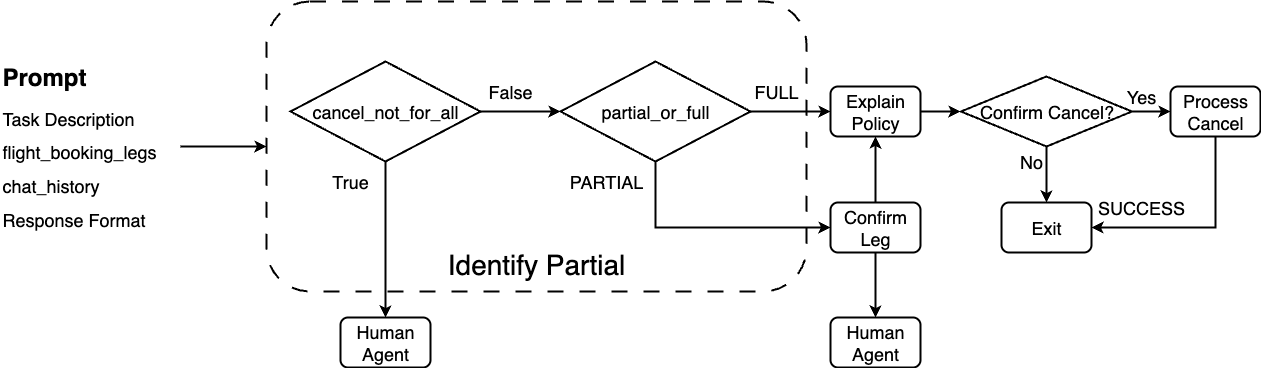 Prompt
Task Description
flight_booking_legs
chat_history
Response Format
cancel_not_for_all
False
True
partial_or_full
FULL
PARTIAL
Identify Partial
Human
Agent
Explain
Policy
Confirm
Leg
Human
Agent
Confirm Cancel?
Yes
No
Process
Cancel
SUCCESS
Exit